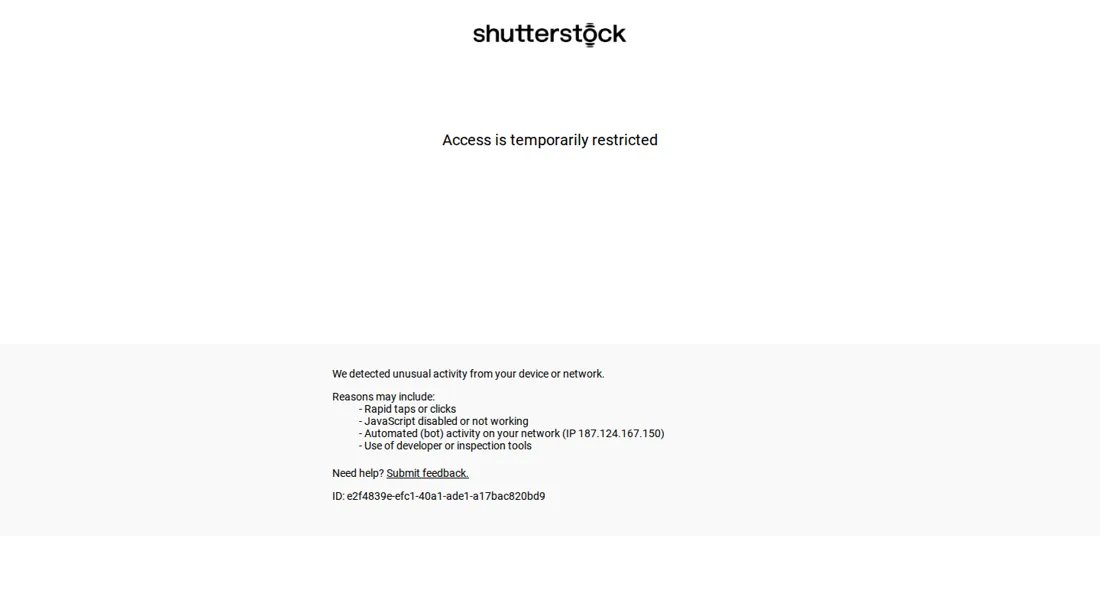 shutterstock
Access is temporarily restricted
We detected unusual activity from your device or network.
Reasons may include:
- Rapid taps or clicks
- JavaScript disabled or not working
- Automated (bot) activity on your network (IP 187.124.167.150)
- Use of developer or inspection tools
Need help? Submit feedback.
ID: e2f4839e-efc1-40a1-ade1-a17bac820bd9